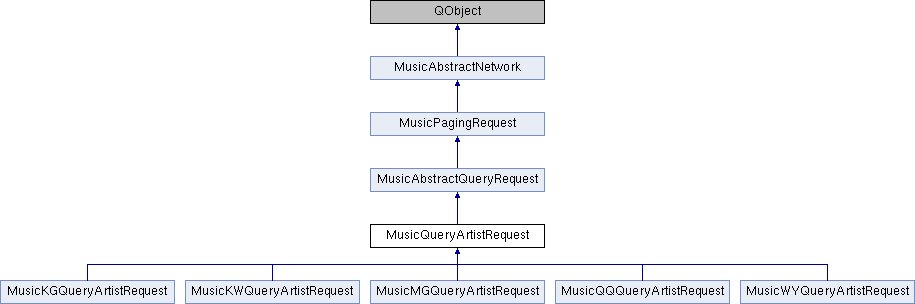 QObject
MusicAbstractNetwork
MusicPagingRequest
MusicAbstractQueryRequest
MusicQueryArtistRequest
MusicKGQueryArtistRequest
MusicKWQueryArtistRequest
MusicMGQueryArtistRequest
MusicQQQueryArtistRequest
MusicWYQueryArtistRequest